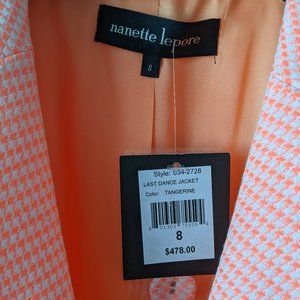 nanette lepore
8
Style: 634-2728
LAST DANCE JACKET
Color: TANGERINE
8
$478.00